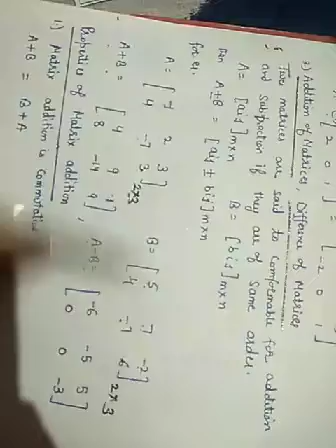 3) Addition of Matrices, Difference of Matrices
Two matrices are said to Comformable for addition
and Subtraction if they are of same order.
A = [aij]m×n B = [bij]m×n
A±B = [aij ± bij]m×n
for eg.
A = [ 2 3
4 -7 3 ]2×3 B = [ 5 7 -2
4 -7 6 ]2×3
A+B = [ 4 9 1
8 -14 9 ], A-B = [ -6 -5 5
0 0 -3 ]
Properties of Matrix addition
1) Matrix addition is Commutative
A+B = B+A